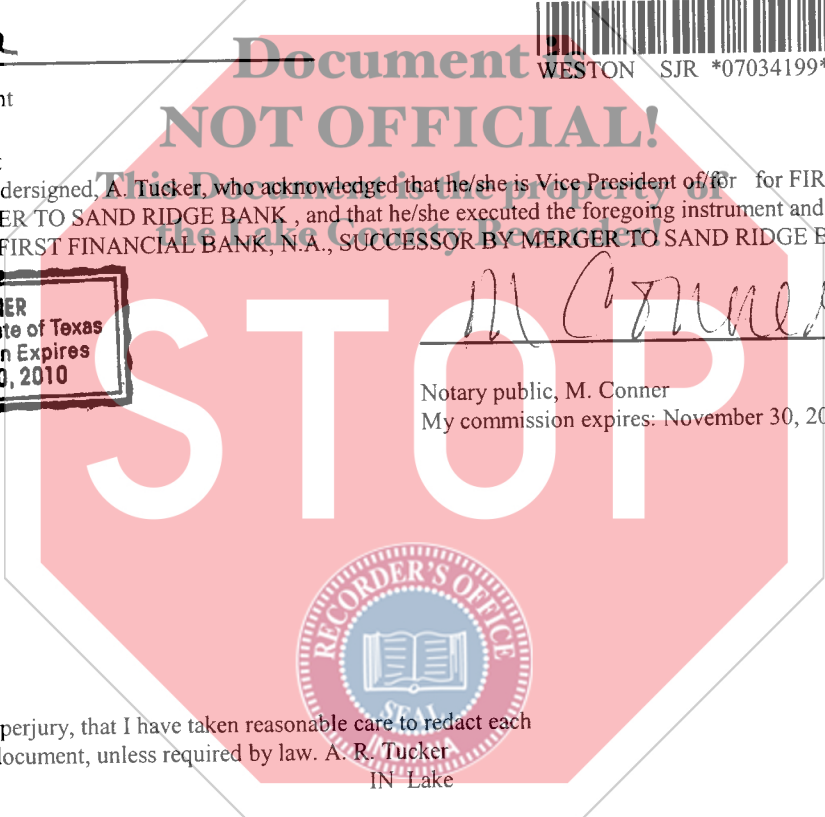 WESTON SJR *07034199*
Document is
NOT OFFICIAL!
This Document is the property of
the Lake County Recorder!
dersigned, A. Tucker, who acknowledged that he/she is Vice President of/for for FIR
ER TO SAND RIDGE BANK , and that he/she executed the foregoing instrument and
FIRST FINANCIAL BANK, N.A., SUCCESSOR BY MERGER TO SAND RIDGE B
NER
te of Texas
n Expires
0, 2010
M Conner
Notary public, M. Conner
My commission expires: November 30, 20
STOP
RECORDER'S OFFICE
SEAL
perjury, that I have taken reasonable care to redact each
document, unless required by law. A. R. Tucker
IN Lake